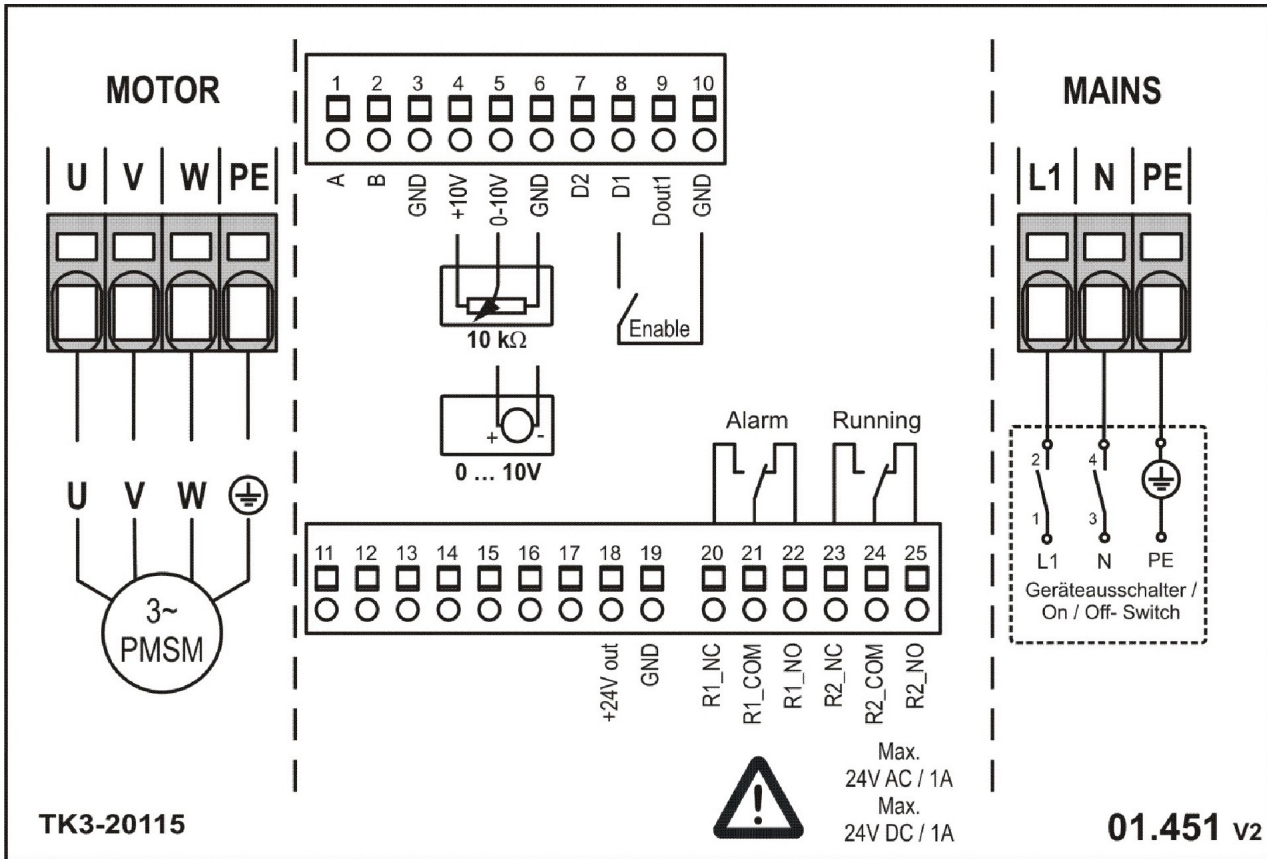 MOTOR
U V W PE
U V W
3~
PMSM
TK3-20115
1 2 3 4 5 6 7 8 9 10
A B GND +10V 0-10V GND D2 D1 Dout1 GND
10 kΩ
Enable
+ -
0 ... 10V
Alarm Running
11 12 13 14 15 16 17 18 19 20 21 22 23 24 25
+24V out GND R1_NC R1_COM R1_NO R2_NC R2_COM R2_NO
!
Max.
24V AC / 1A
Max.
24V DC / 1A
MAINS
L1 N PE
2 4
1 3
L1 N PE
Geräteausschalter /
On / Off- Switch
01.451 V2